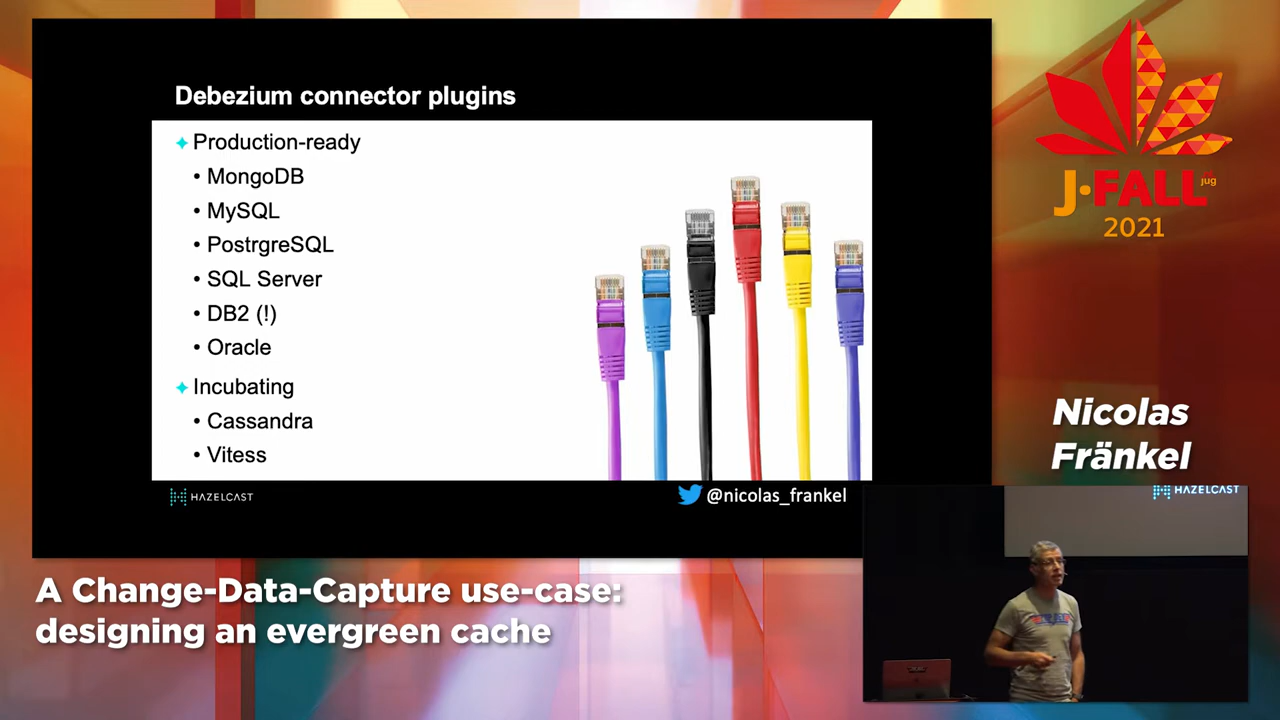 Debezium connector plugins
✦ Production-ready
• MongoDB
• MySQL
• PostrgreSQL
• SQL Server
• DB2 (!)
• Oracle
✦ Incubating
• Cassandra
• Vitess
HAZELCAST
@nicolas_frankel
J•FALL
jug
2021
Nicolas
Fränkel
HAZELCAST
A Change-Data-Capture use-case:
designing an evergreen cache